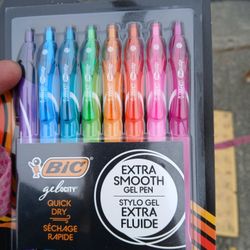 BIC
gelocity
QUICK
DRY
SÉCHAGE
RAPIDE
EXTRA
SMOOTH
GEL PEN
STYLO GEL
EXTRA
FLUIDE